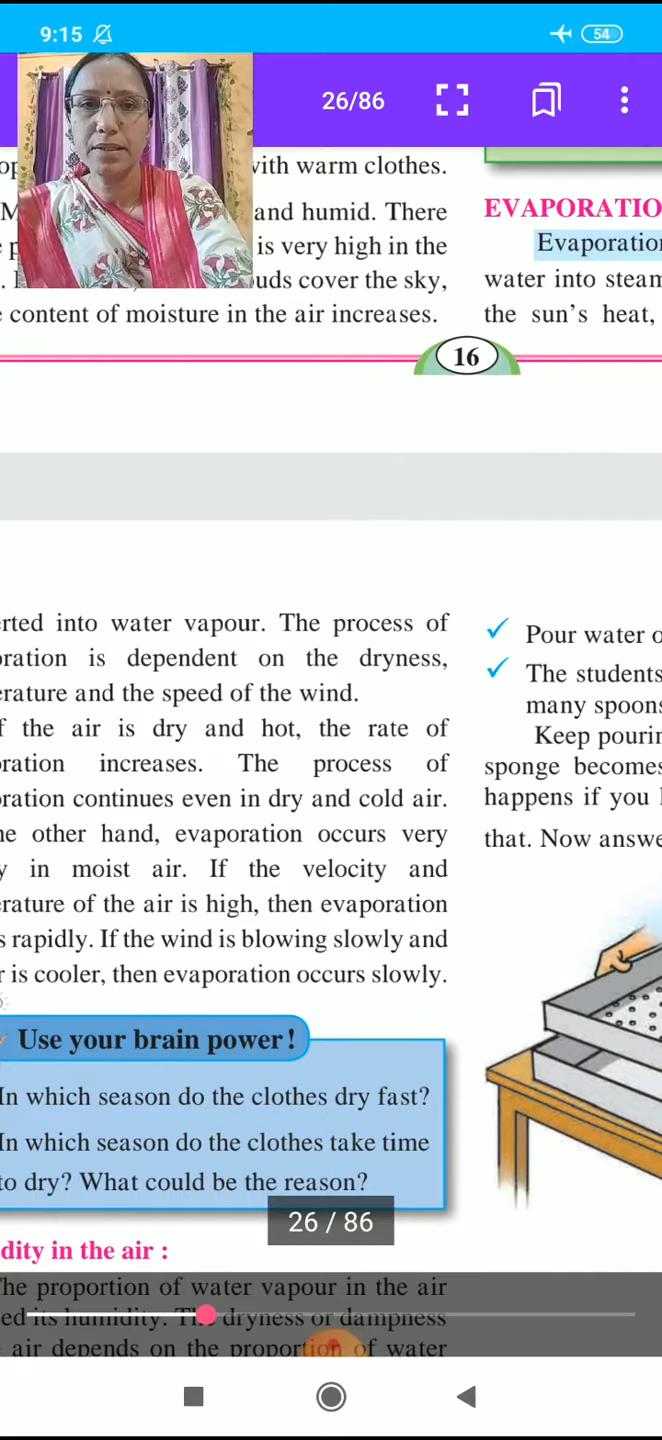 9:15
54
26/86
with warm clothes.
and humid. There
is very high in the
uds cover the sky,
content of moisture in the air increases.
EVAPORATIO
Evaporation
water into steam
the sun's heat,
16
erted into water vapour. The process of
oration is dependent on the dryness,
erature and the speed of the wind.
f the air is dry and hot, the rate of
oration increases. The process of
oration continues even in dry and cold air.
ne other hand, evaporation occurs very
y in moist air. If the velocity and
erature of the air is high, then evaporation
s rapidly. If the wind is blowing slowly and
r is cooler, then evaporation occurs slowly.
Use your brain power!
In which season do the clothes dry fast?
In which season do the clothes take time
to dry? What could be the reason?
26 / 86
dity in the air :
The proportion of water vapour in the air
ed its humidity. The dryness or dampness
air depends on the proportion of water
✓ Pour water o
✓ The students
many spoons
Keep pourin
sponge becomes
happens if you
that. Now answe